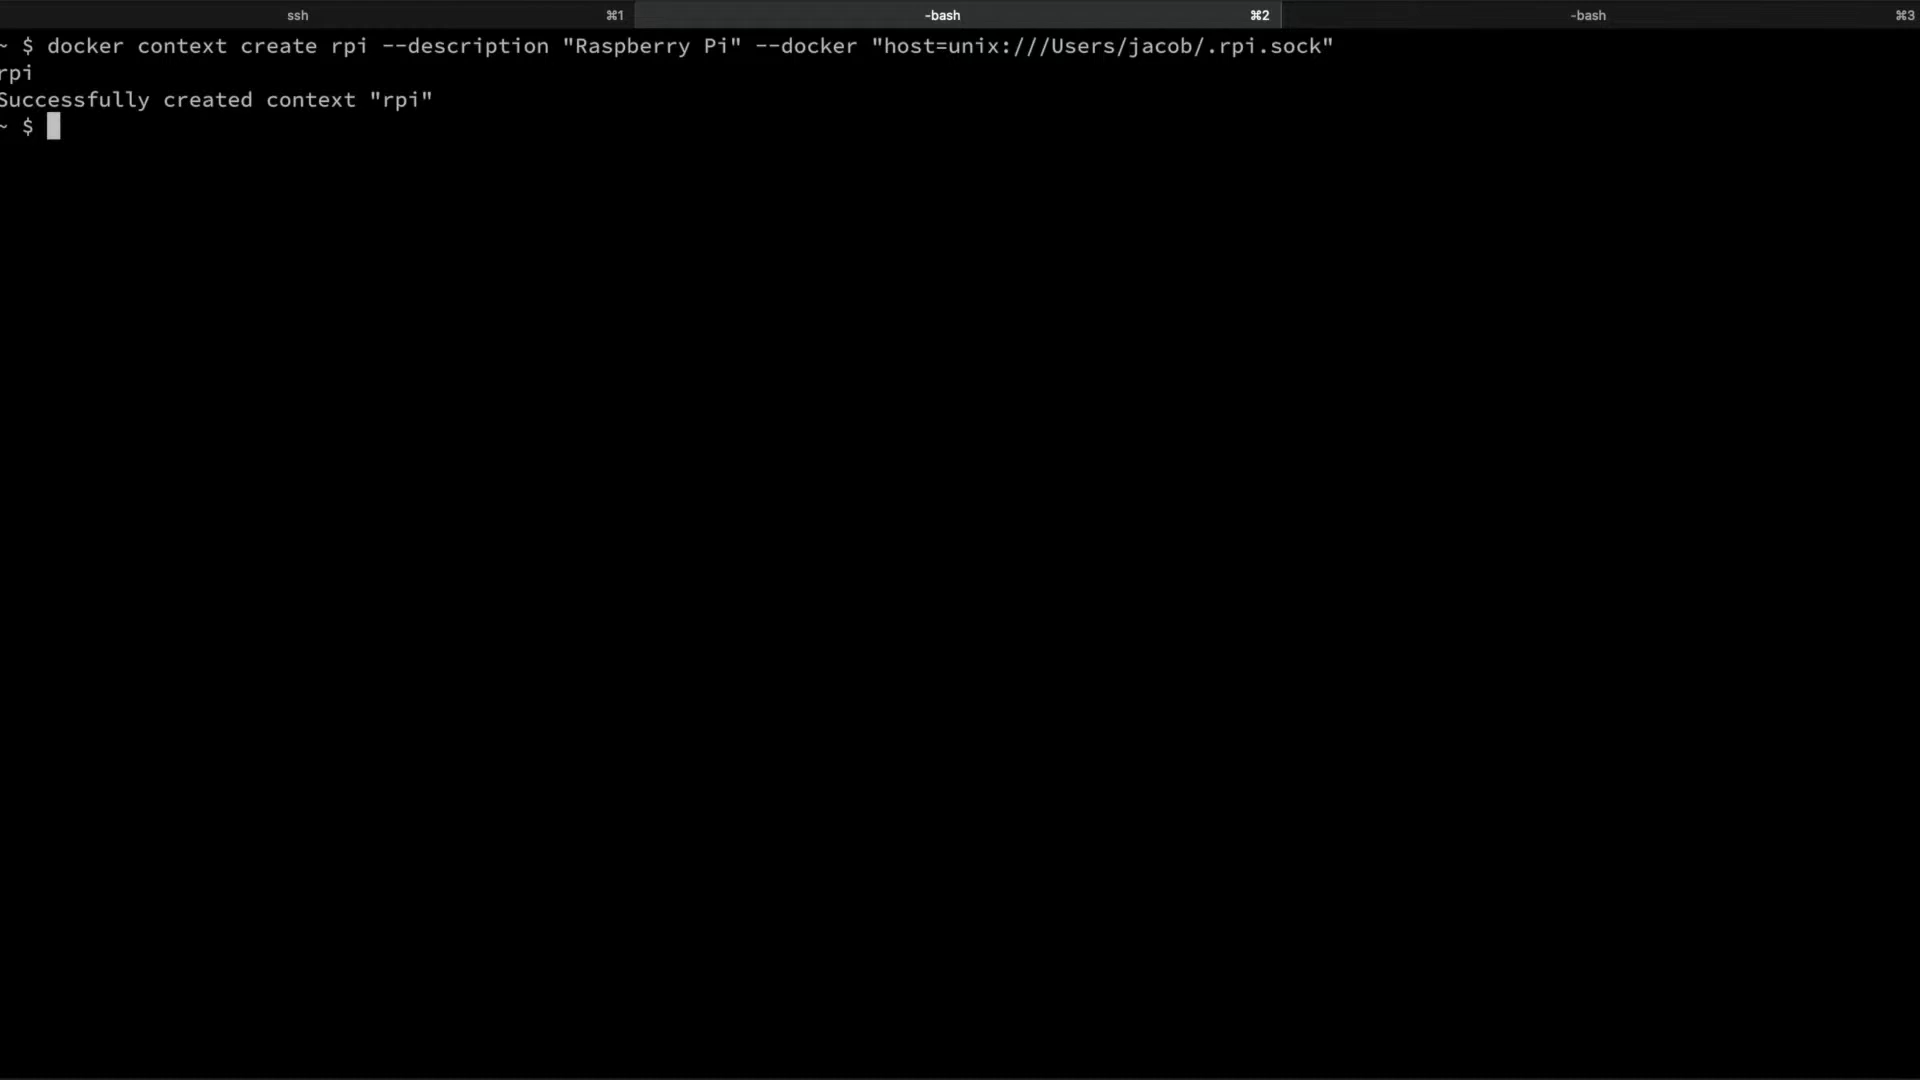 ssh ⌘1 -bash ⌘2 -bash ⌘3
~ $ docker context create rpi --description "Raspberry Pi" --docker "host=unix:///Users/jacob/.rpi.sock"
rpi
Successfully created context "rpi"
~ $